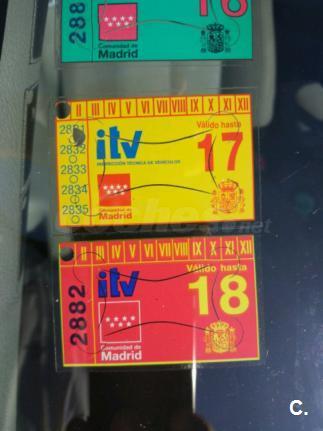 288
16
Comunidad de
Madrid
II III IV V VI VII VIII IX X XI XII
2831
2832
2833
2834
2835
itv
INSPECCIÓN TÉCNICA DE VEHÍCULOS
Válido hasta
17
Comunidad de
Madrid
II III IV V VI VII VIII IX X XI XII
2882
itv
Válido hasta
18
Comunidad de
Madrid
C.